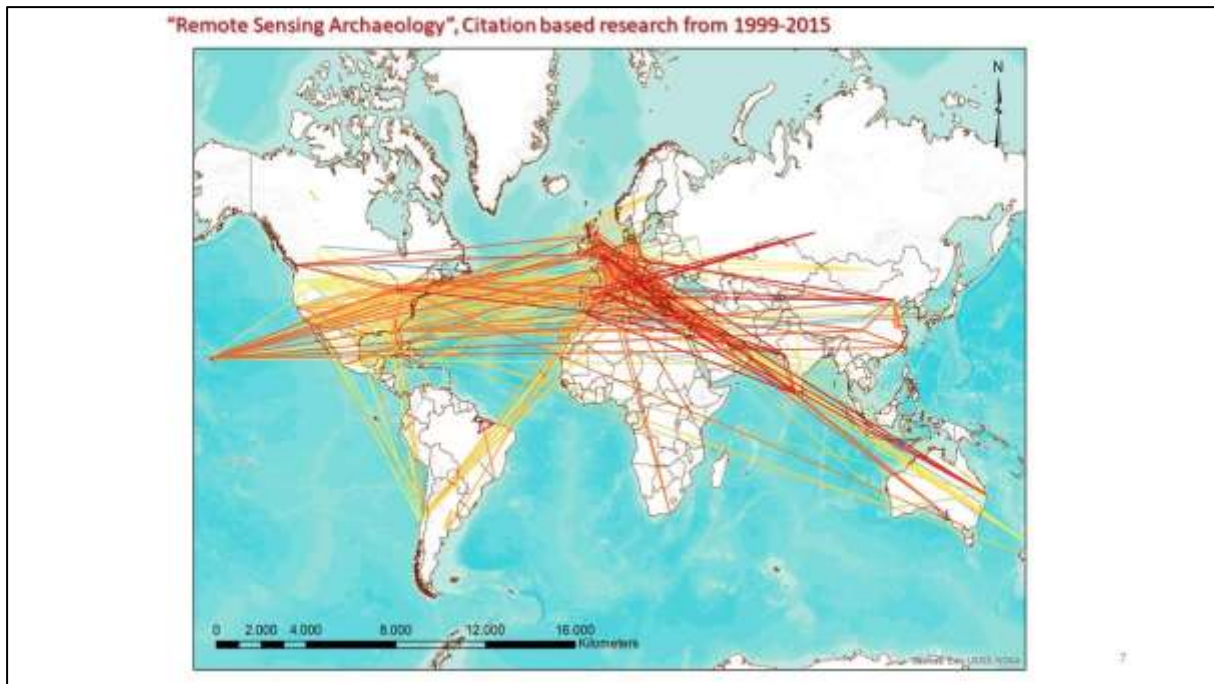 “Remote Sensing Archaeology”, Citation based research from 1999-2015
N
0 2.000 4.000 8.000 12.000 16.000
Kilometers
7